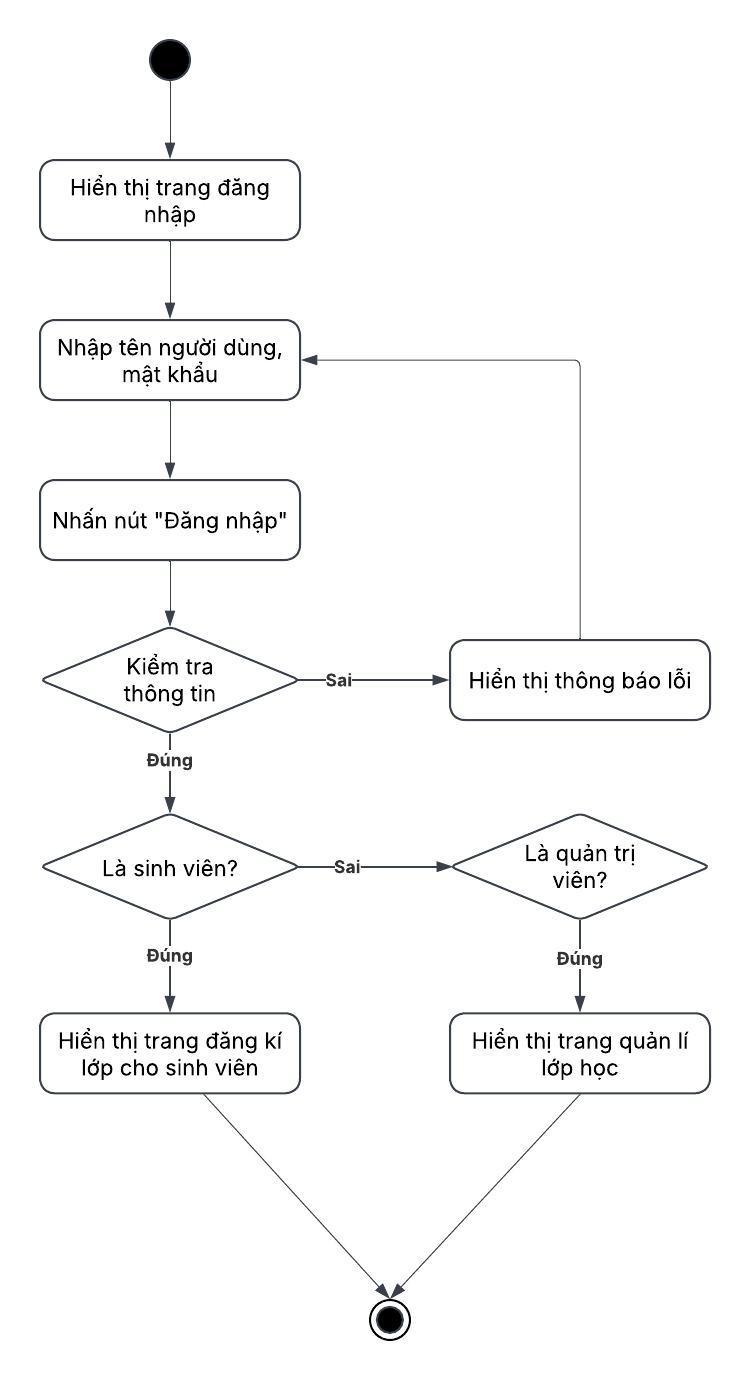 Hiển thị trang đăng
nhập
Nhập tên người dùng,
mật khẩu
Nhấn nút "Đăng nhập"
Kiểm tra
thông tin
Sai
Hiển thị thông báo lỗi
Đúng
Là sinh viên?
Sai
Là quản trị
viên?
Đúng
Đúng
Hiển thị trang đăng kí
lớp cho sinh viên
Hiển thị trang quản lí
lớp học